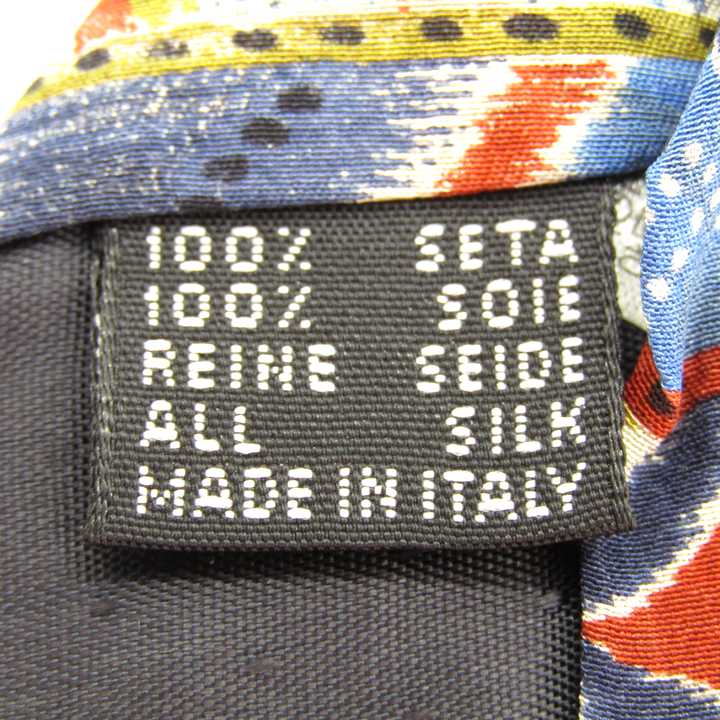 100% SETA
100% SOIE
REINE SEIDE
ALL SILK
MADE IN ITALY